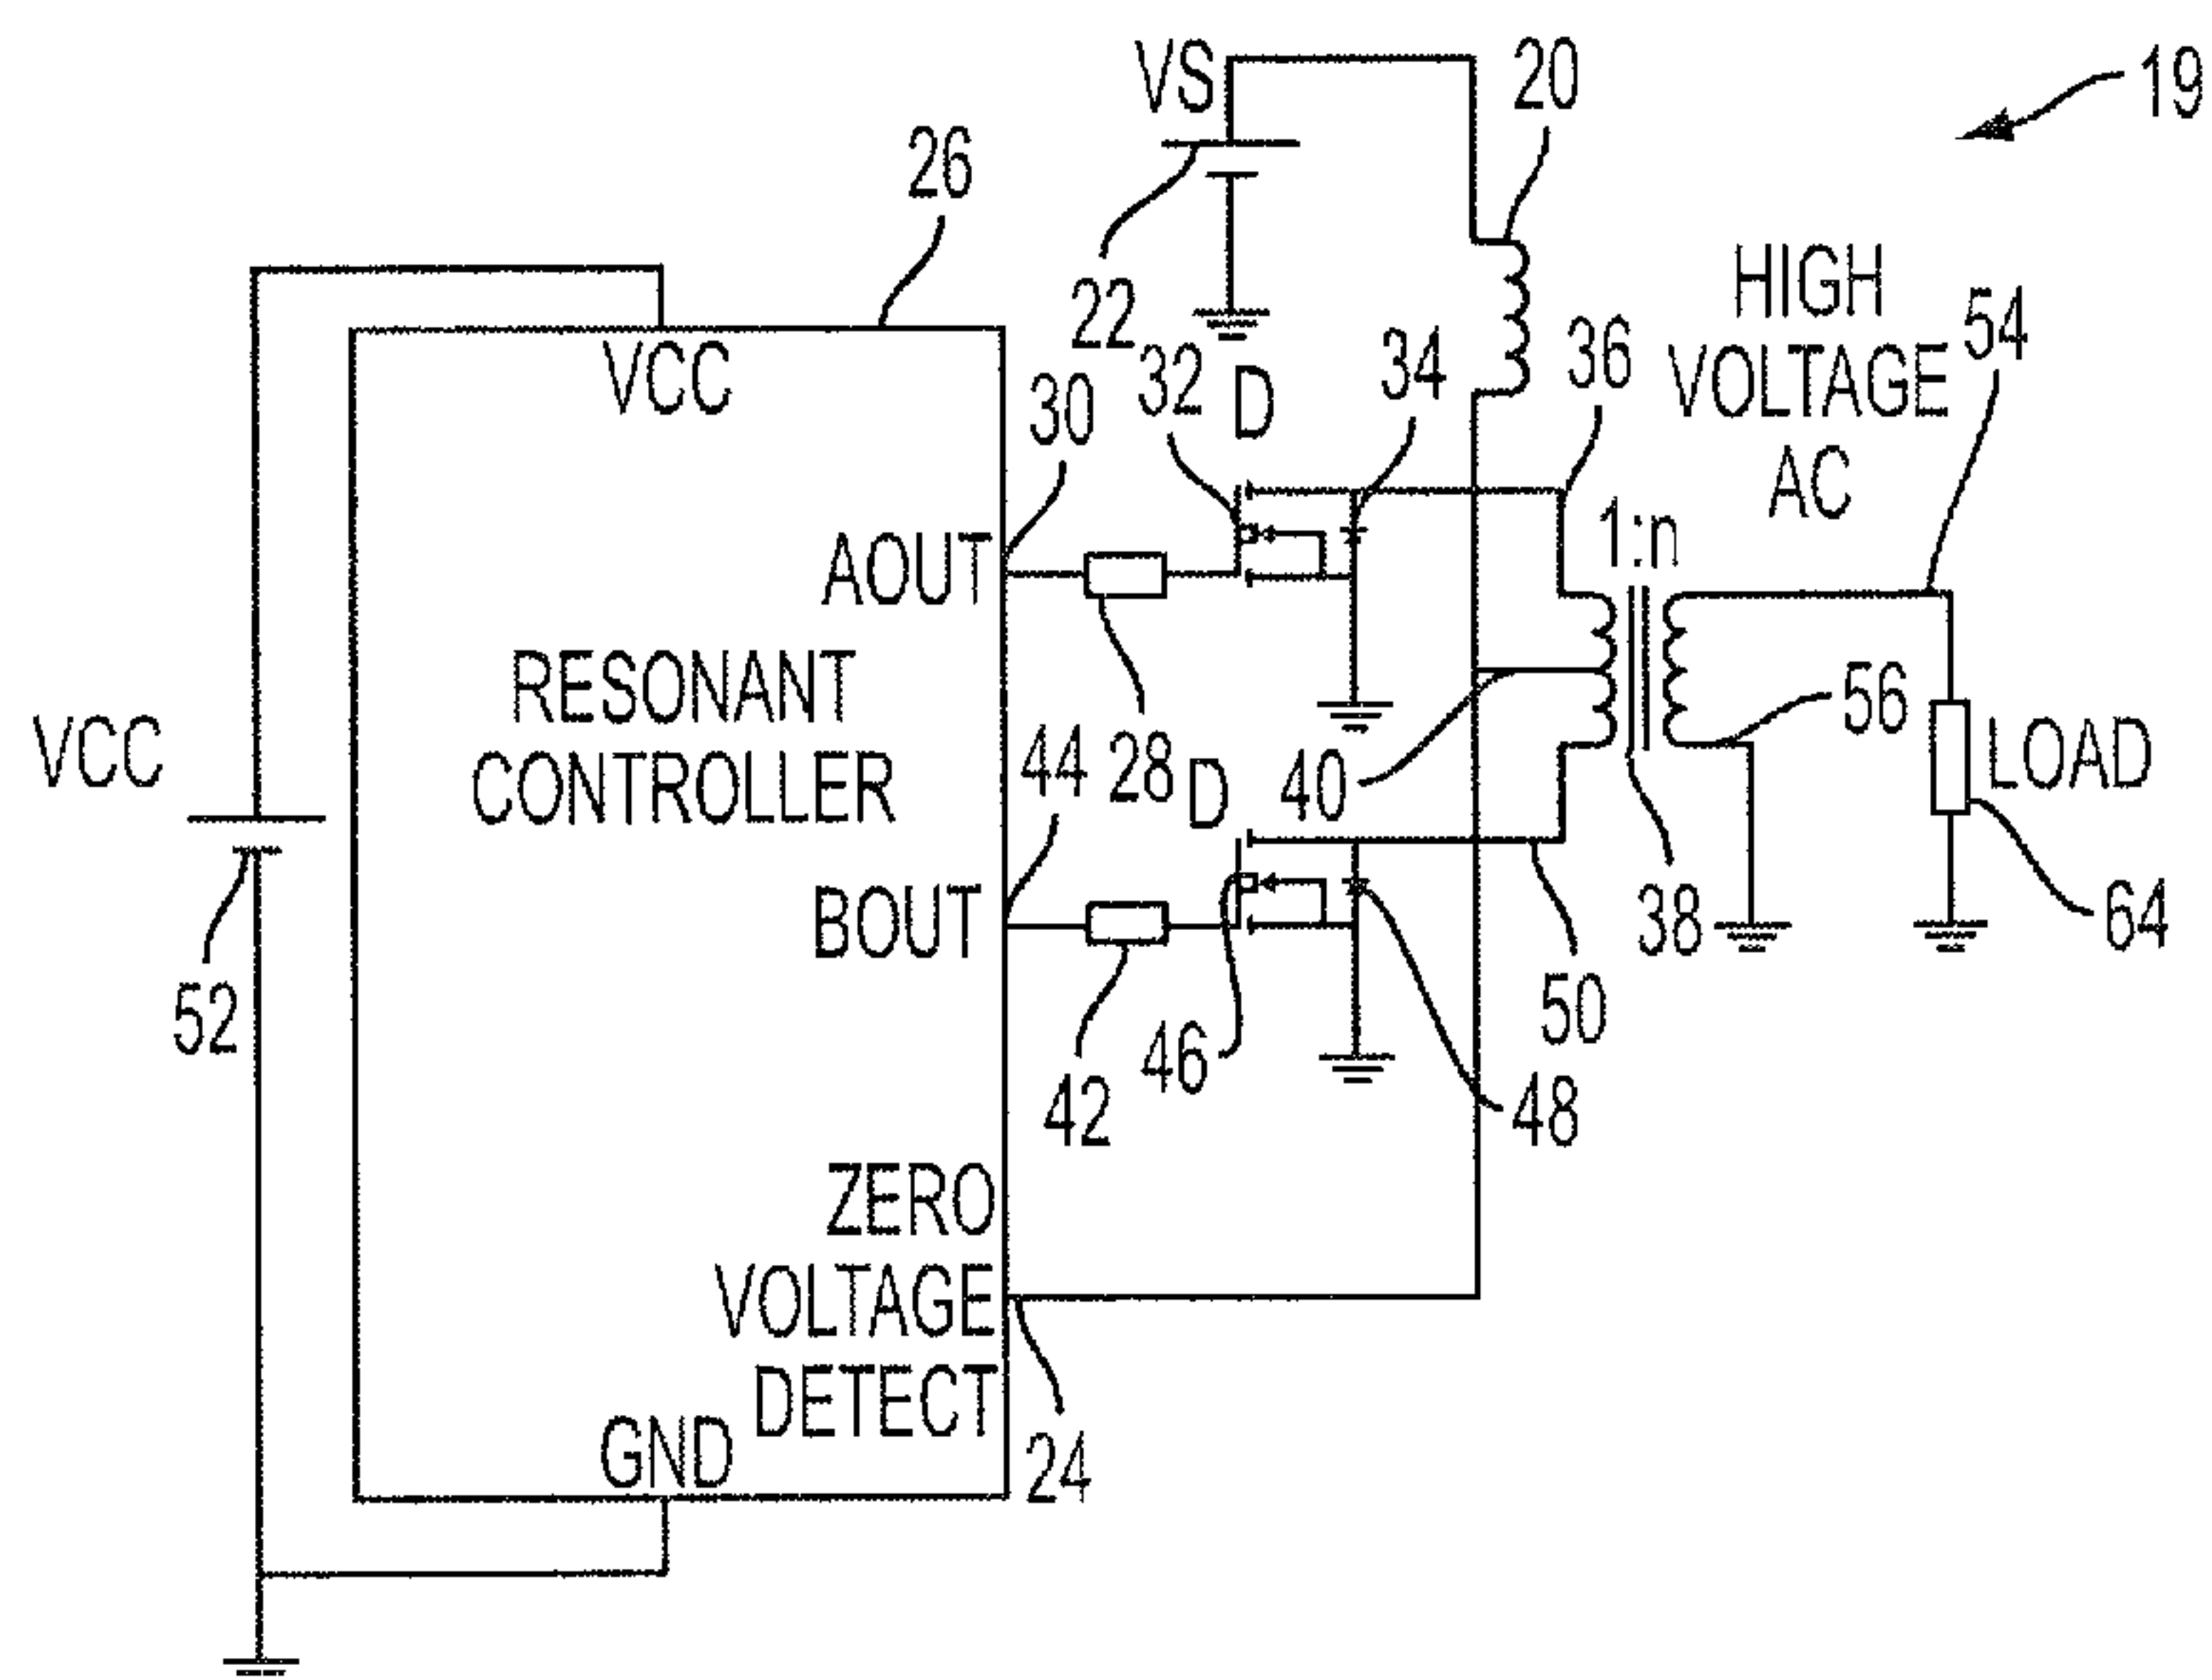 VS
20
19
26
22
HIGH
VOLTAGE
AC
54
36
34
32
D
30
VCC
1:n
AOUT
RESONANT
CONTROLLER
VCC
28
44
D
40
56
LOAD
38
64
BOUT
52
46
42
50
48
ZERO
VOLTAGE
DETECT
GND
24